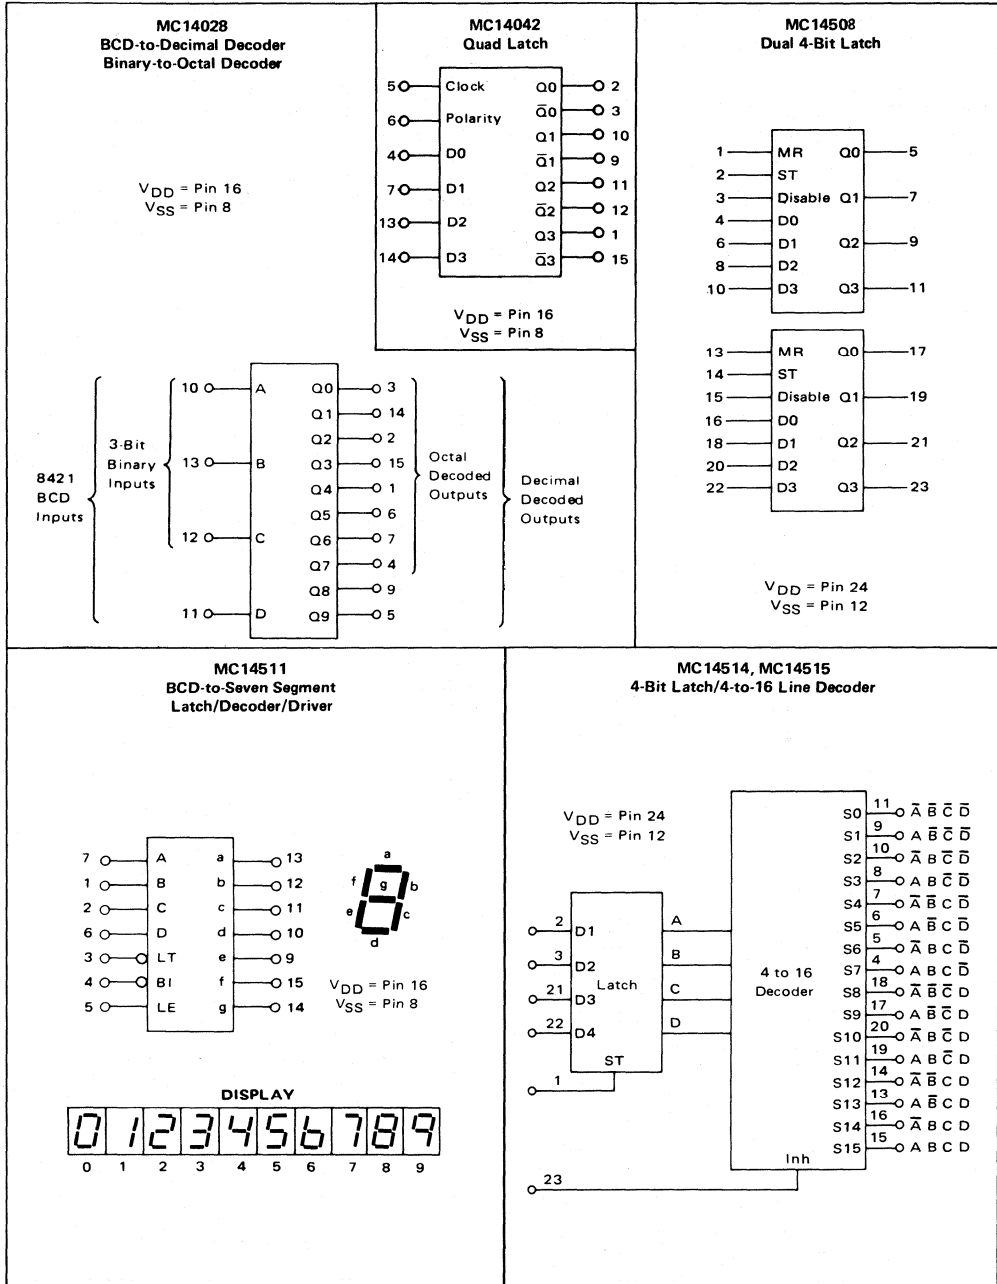 MC14028
BCD-to-Decimal Decoder
Binary-to-Octal Decoder
VDD = Pin 16
VSS = Pin 8
8421
BCD
Inputs
3-Bit
Binary
Inputs
10 A Q0 3
Q1 14
Q2 2
13 B Q3 15
Q4 1
Q5 6
12 C Q6 7
Q7 4
Q8 9
11 D Q9 5
Octal
Decoded
Outputs
Decimal
Decoded
Outputs
MC14042
Quad Latch
5 Clock Q0 2
6 Polarity Q̅0 3
Q1 10
4 D0 Q̅1 9
7 D1 Q2 11
13 D2 Q̅2 12
Q3 1
14 D3 Q̅3 15
VDD = Pin 16
VSS = Pin 8
MC14508
Dual 4-Bit Latch
1 MR Q0 5
2 ST
3 Disable Q1 7
4 D0
6 D1 Q2 9
8 D2
10 D3 Q3 11
13 MR Q0 17
14 ST
15 Disable Q1 19
16 D0
18 D1 Q2 21
20 D2
22 D3 Q3 23
VDD = Pin 24
VSS = Pin 12
MC14511
BCD-to-Seven Segment
Latch/Decoder/Driver
7 A a 13
1 B b 12
2 C c 11
6 D d 10
3 LT e 9
4 BI f 15
5 LE g 14
a
f g b
e c
d
VDD = Pin 16
VSS = Pin 8
DISPLAY
0 1 2 3 4 5 6 7 8 9
0 1 2 3 4 5 6 7 8 9
MC14514, MC14515
4-Bit Latch/4-to-16 Line Decoder
VDD = Pin 24
VSS = Pin 12
2 D1 A
3 D2 B
21 D3 Latch C
22 D4 D
ST
1
4 to 16
Decoder
S0 11 A̅ B̅ C̅ D̅
S1 9 A B̅ C̅ D̅
S2 10 A̅ B C̅ D̅
S3 8 A B C̅ D̅
S4 7 A̅ B̅ C D̅
S5 6 A B̅ C D̅
S6 5 A̅ B C D̅
S7 4 A B C D̅
S8 18 A̅ B̅ C̅ D
S9 17 A B̅ C̅ D
S10 20 A̅ B C̅ D
S11 19 A B C̅ D
S12 14 A̅ B̅ C D
S13 13 A B̅ C D
S14 16 A̅ B C D
S15 15 A B C D
Inh
23